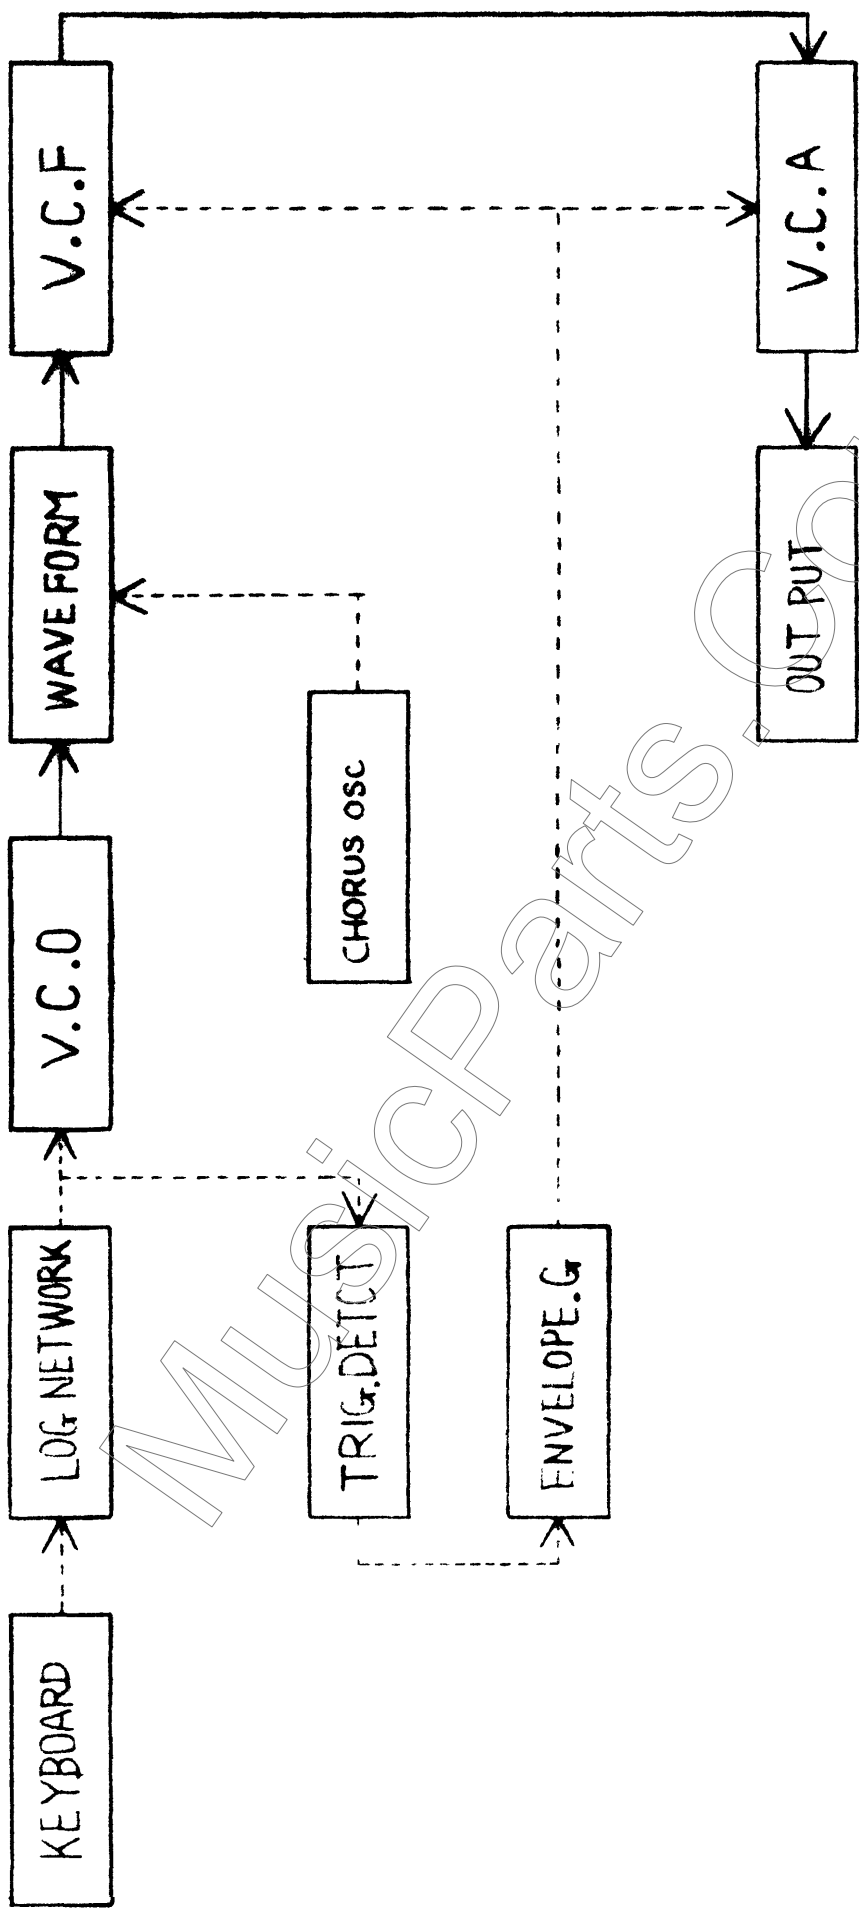 KEYBOARD
LOG NETWORK
V.C.O
WAVE FORM
V.C.F
TRIG.DETCT
CHORUS OSC
ENVELOPE.G
V.C.A
OUT PUT
MusicParts.Co